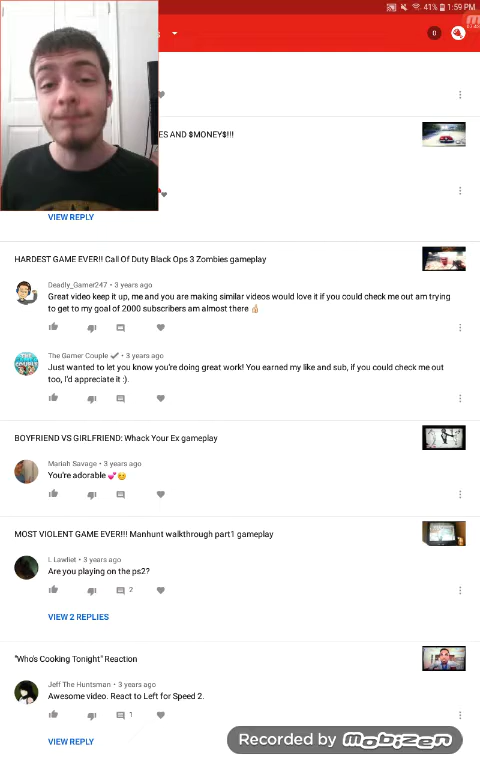 41% 1:59 PM
0
ES AND $MONEY$!!!
VIEW REPLY
HARDEST GAME EVER!! Call Of Duty Black Ops 3 Zombies gameplay
Deadly_Gamer247 • 3 years ago
Great video keep it up, me and you are making similar videos would love it if you could check me out am trying
to get to my goal of 2000 subscribers am almost there
The Gamer Couple • 3 years ago
Just wanted to let you know you're doing great work! You earned my like and sub, if you could check me out
too, I'd appreciate it :).
BOYFRIEND VS GIRLFRIEND: Whack Your Ex gameplay
Mariah Savage • 3 years ago
You're adorable
MOST VIOLENT GAME EVER!!! Manhunt walkthrough part1 gameplay
L Lawliet • 3 years ago
Are you playing on the ps2?
2
VIEW 2 REPLIES
"Who's Cooking Tonight" Reaction
Jeff The Huntsman • 3 years ago
Awesome video. React to Left for Speed 2.
1
VIEW REPLY
Recorded by Mobizen